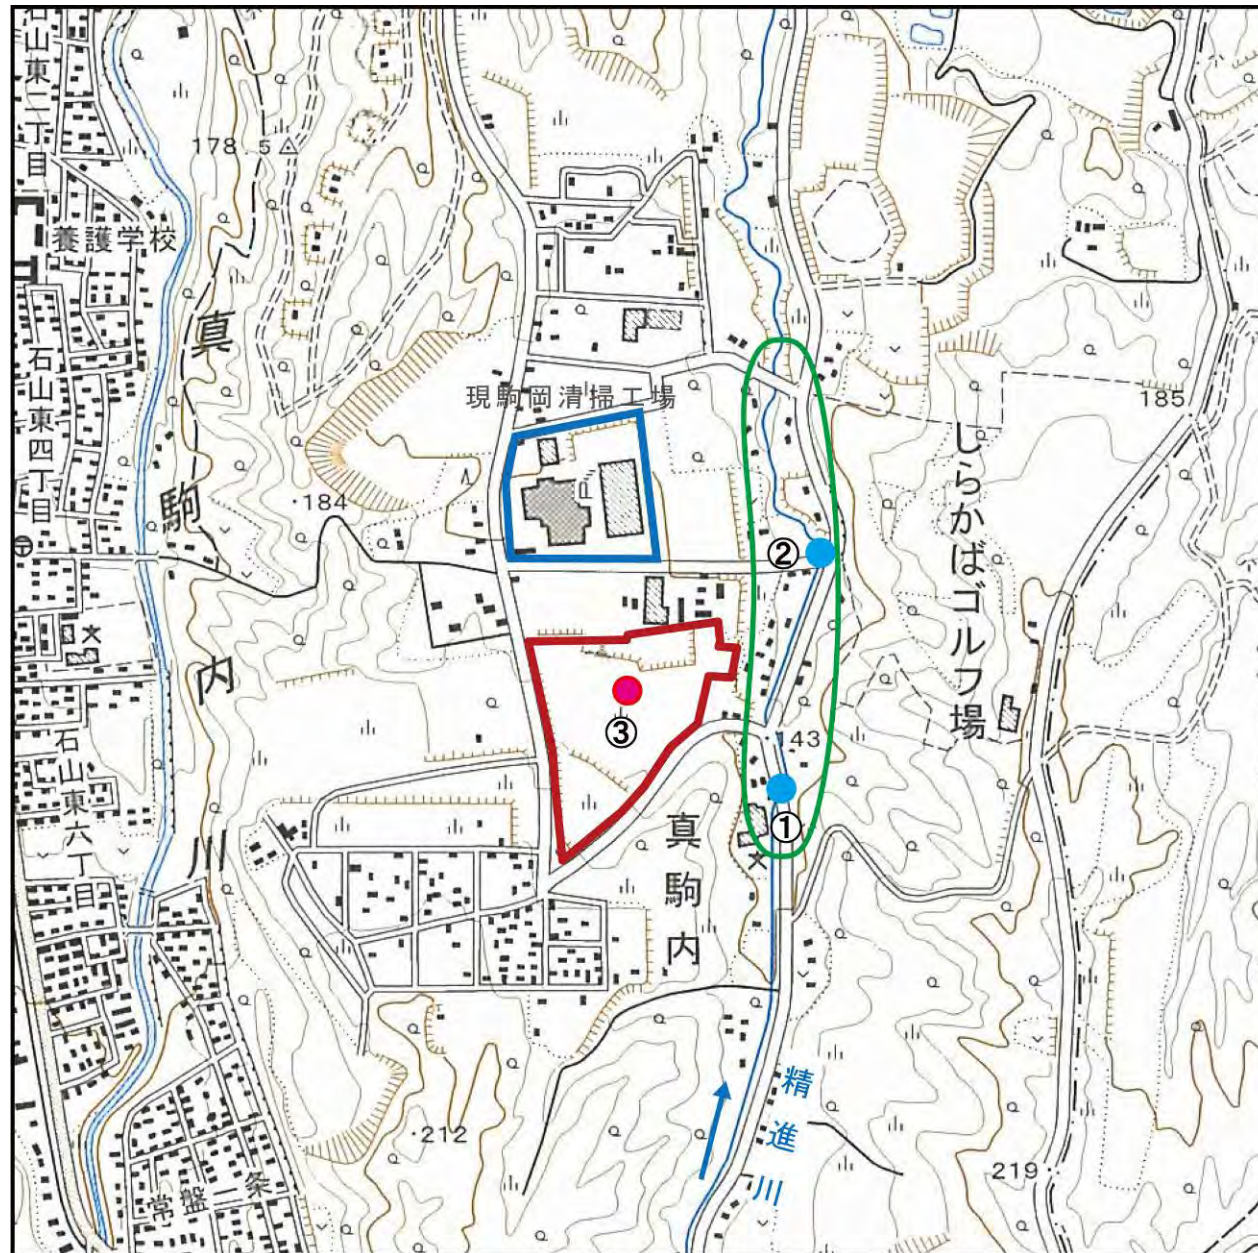 石山東二丁目
178.5
養護学校
真駒内川
石山東四丁目
現駒岡清掃工場
184
185
しらかばゴルフ場
②
③
143
①
石山東六丁目
真駒内
精進川
212
219
常盤一条